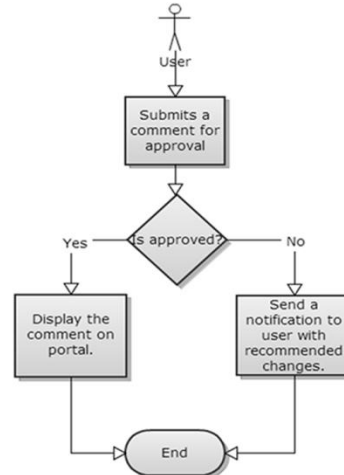 User
Submits a
comment for
approval
Is approved?
Yes
No
Display the
comment on
portal.
Send a
notification to
user with
recommended
changes.
End